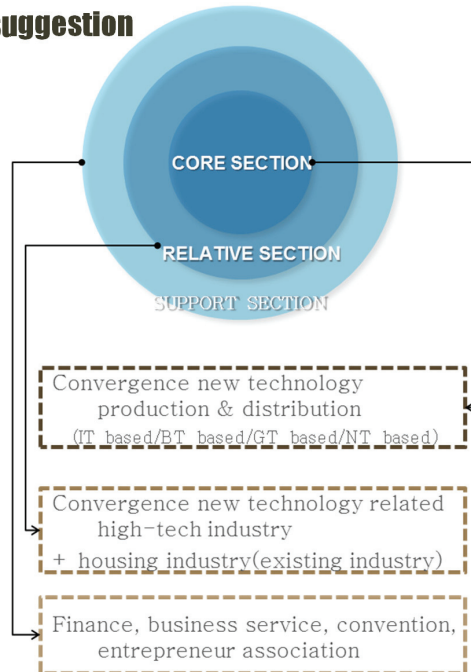 suggestion
CORE SECTION
RELATIVE SECTION
SUPPORT SECTION
Convergence new technology
production & distribution
(IT based/BT based/GT based/NT based)
Convergence new technology related
high-tech industry
+ housing industry(existing industry)
Finance, business service, convention,
entrepreneur association